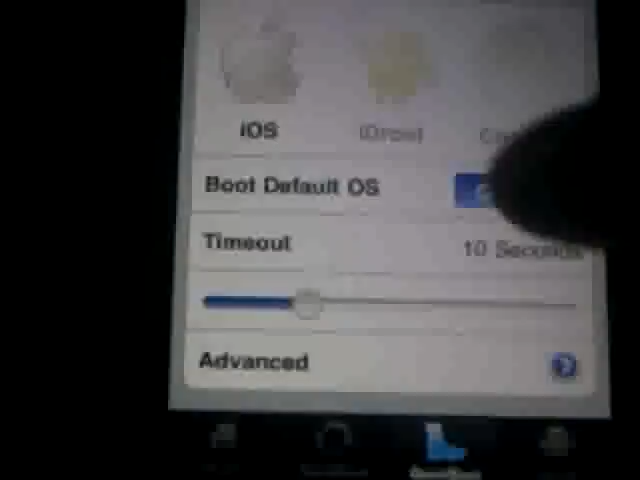 iOS iDroid
Boot Default OS
Timeout 10 Seconds
Advanced